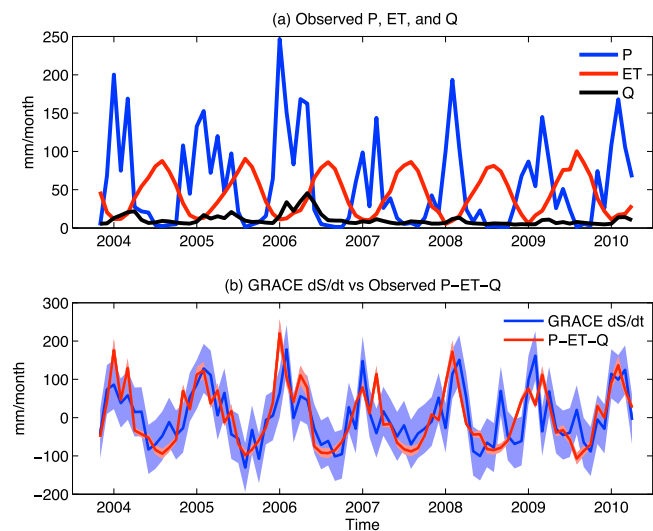 (a) Observed P, ET, and Q
mm/month
250
200
150
100
50
0
P
ET
Q
2004 2005 2006 2007 2008 2009 2010
(b) GRACE dS/dt vs Observed P−ET−Q
mm/month
300
200
100
0
−100
−200
GRACE dS/dt
P−ET−Q
2004 2005 2006 2007 2008 2009 2010
Time